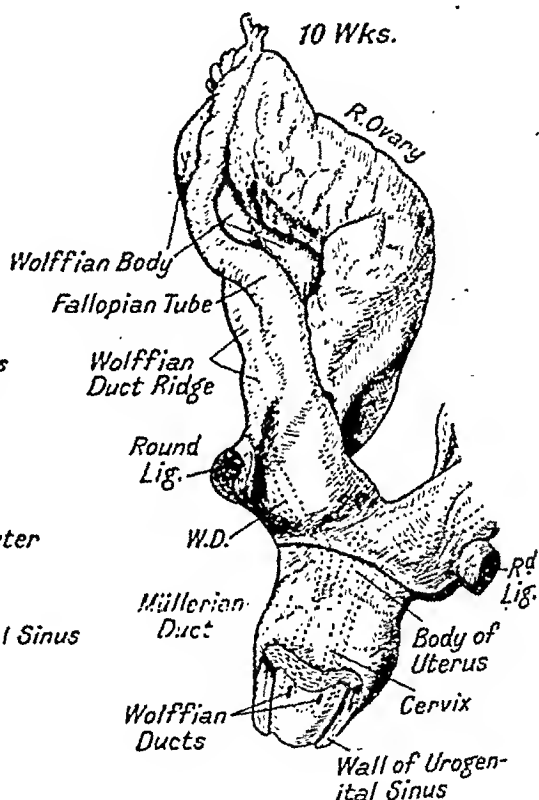 10 Wks.
R. Ovary
Wolffian Body
Fallopian Tube
Wolffian
Duct Ridge
Round
Lig.
W.D.
Rd
Lig.
Müllerian
Duct
Body of
Uterus
l Sinus
Cervix
Wolffian
Ducts
Wall of Urogen-
ital Sinus